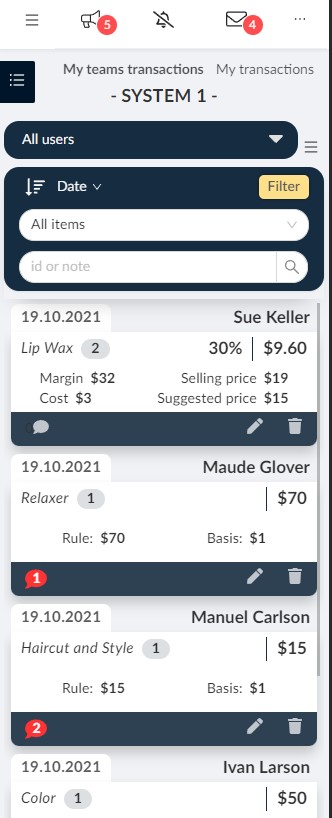 5
4
My teams transactions My transactions
- SYSTEM 1 -
All users
Date Filter
All items
id or note
19.10.2021 Sue Keller
Lip Wax 2 30% $9.60
Margin $32 Selling price $19
Cost $3 Suggested price $15
19.10.2021 Maude Glover
Relaxer 1 $70
Rule: $70 Basis: $1
1
19.10.2021 Manuel Carlson
Haircut and Style 1 $15
Rule: $15 Basis: $1
2
19.10.2021 Ivan Larson
Color 1 $50